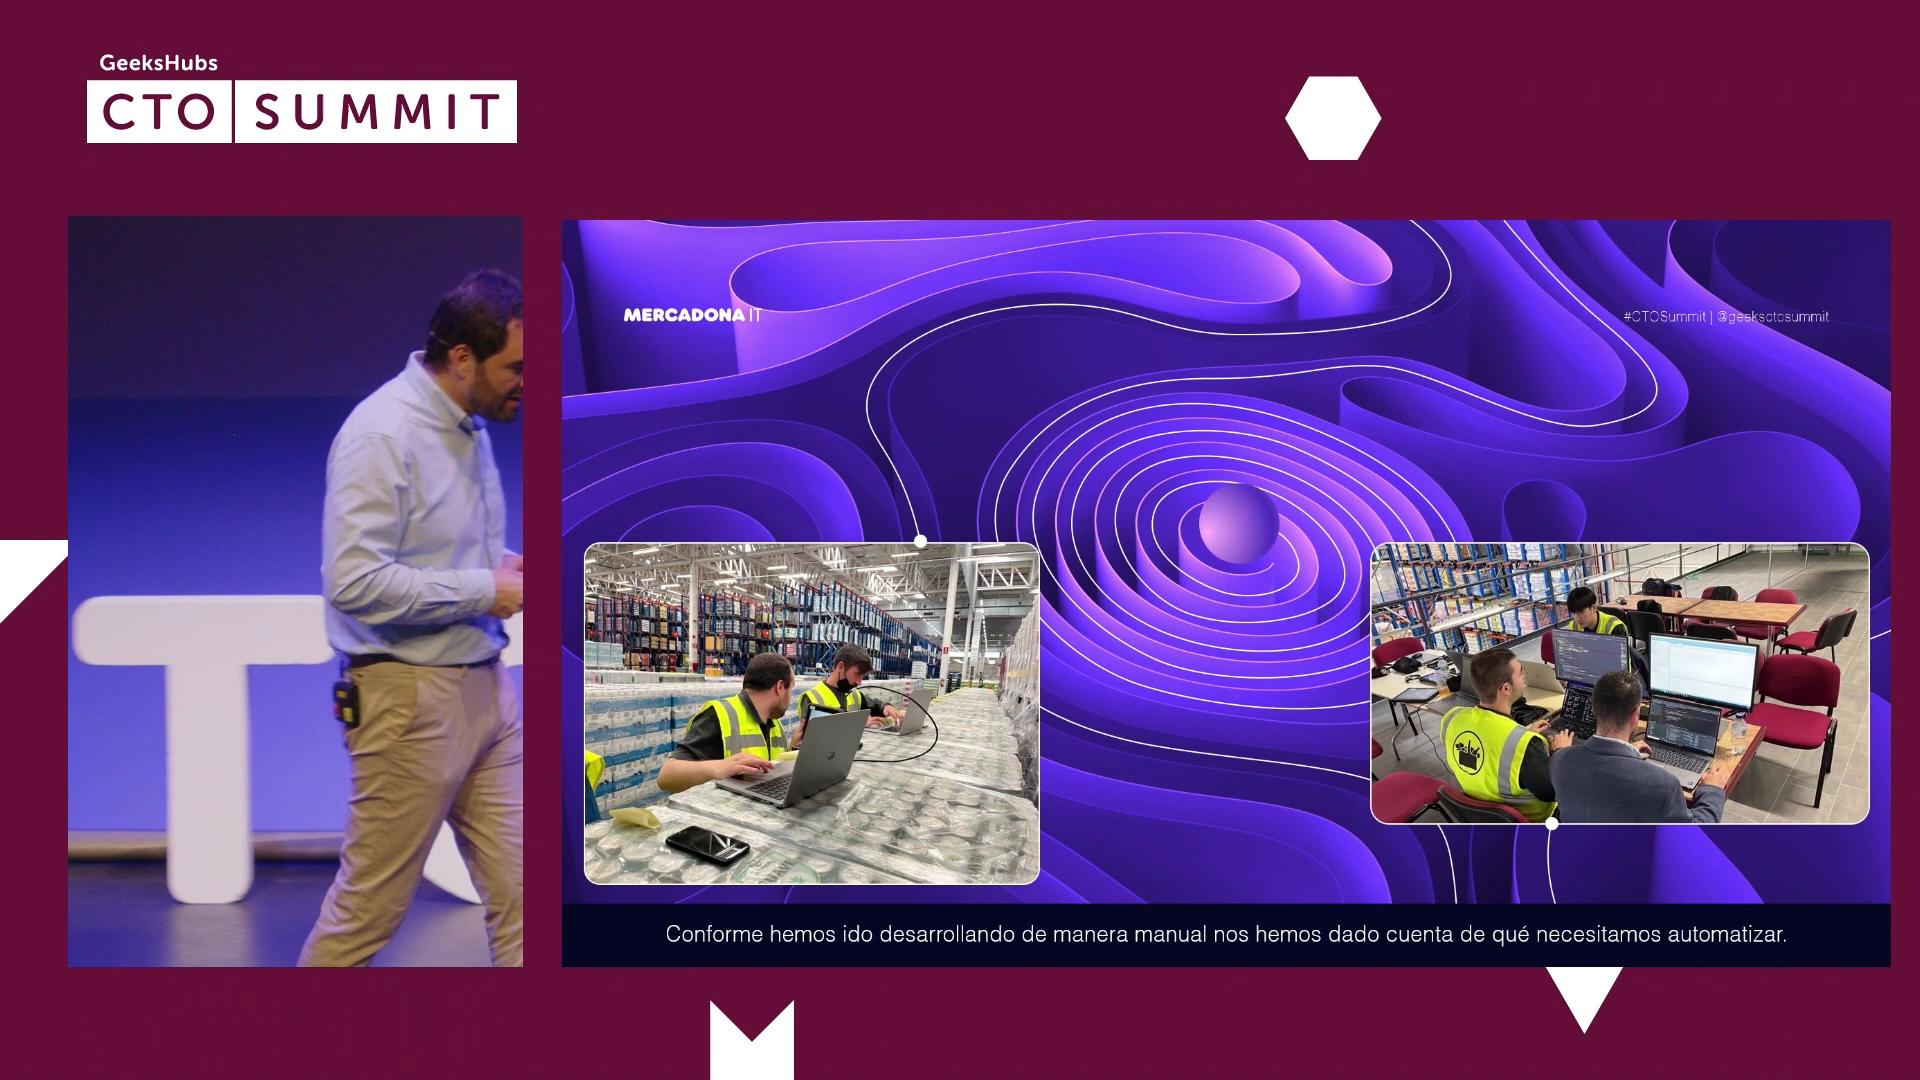 GeeksHubs
CTO SUMMIT
MERCADONA IT
#CTOSummit | @geeksctosummit
Conforme hemos ido desarrollando de manera manual nos hemos dado cuenta de qué necesitamos automatizar.